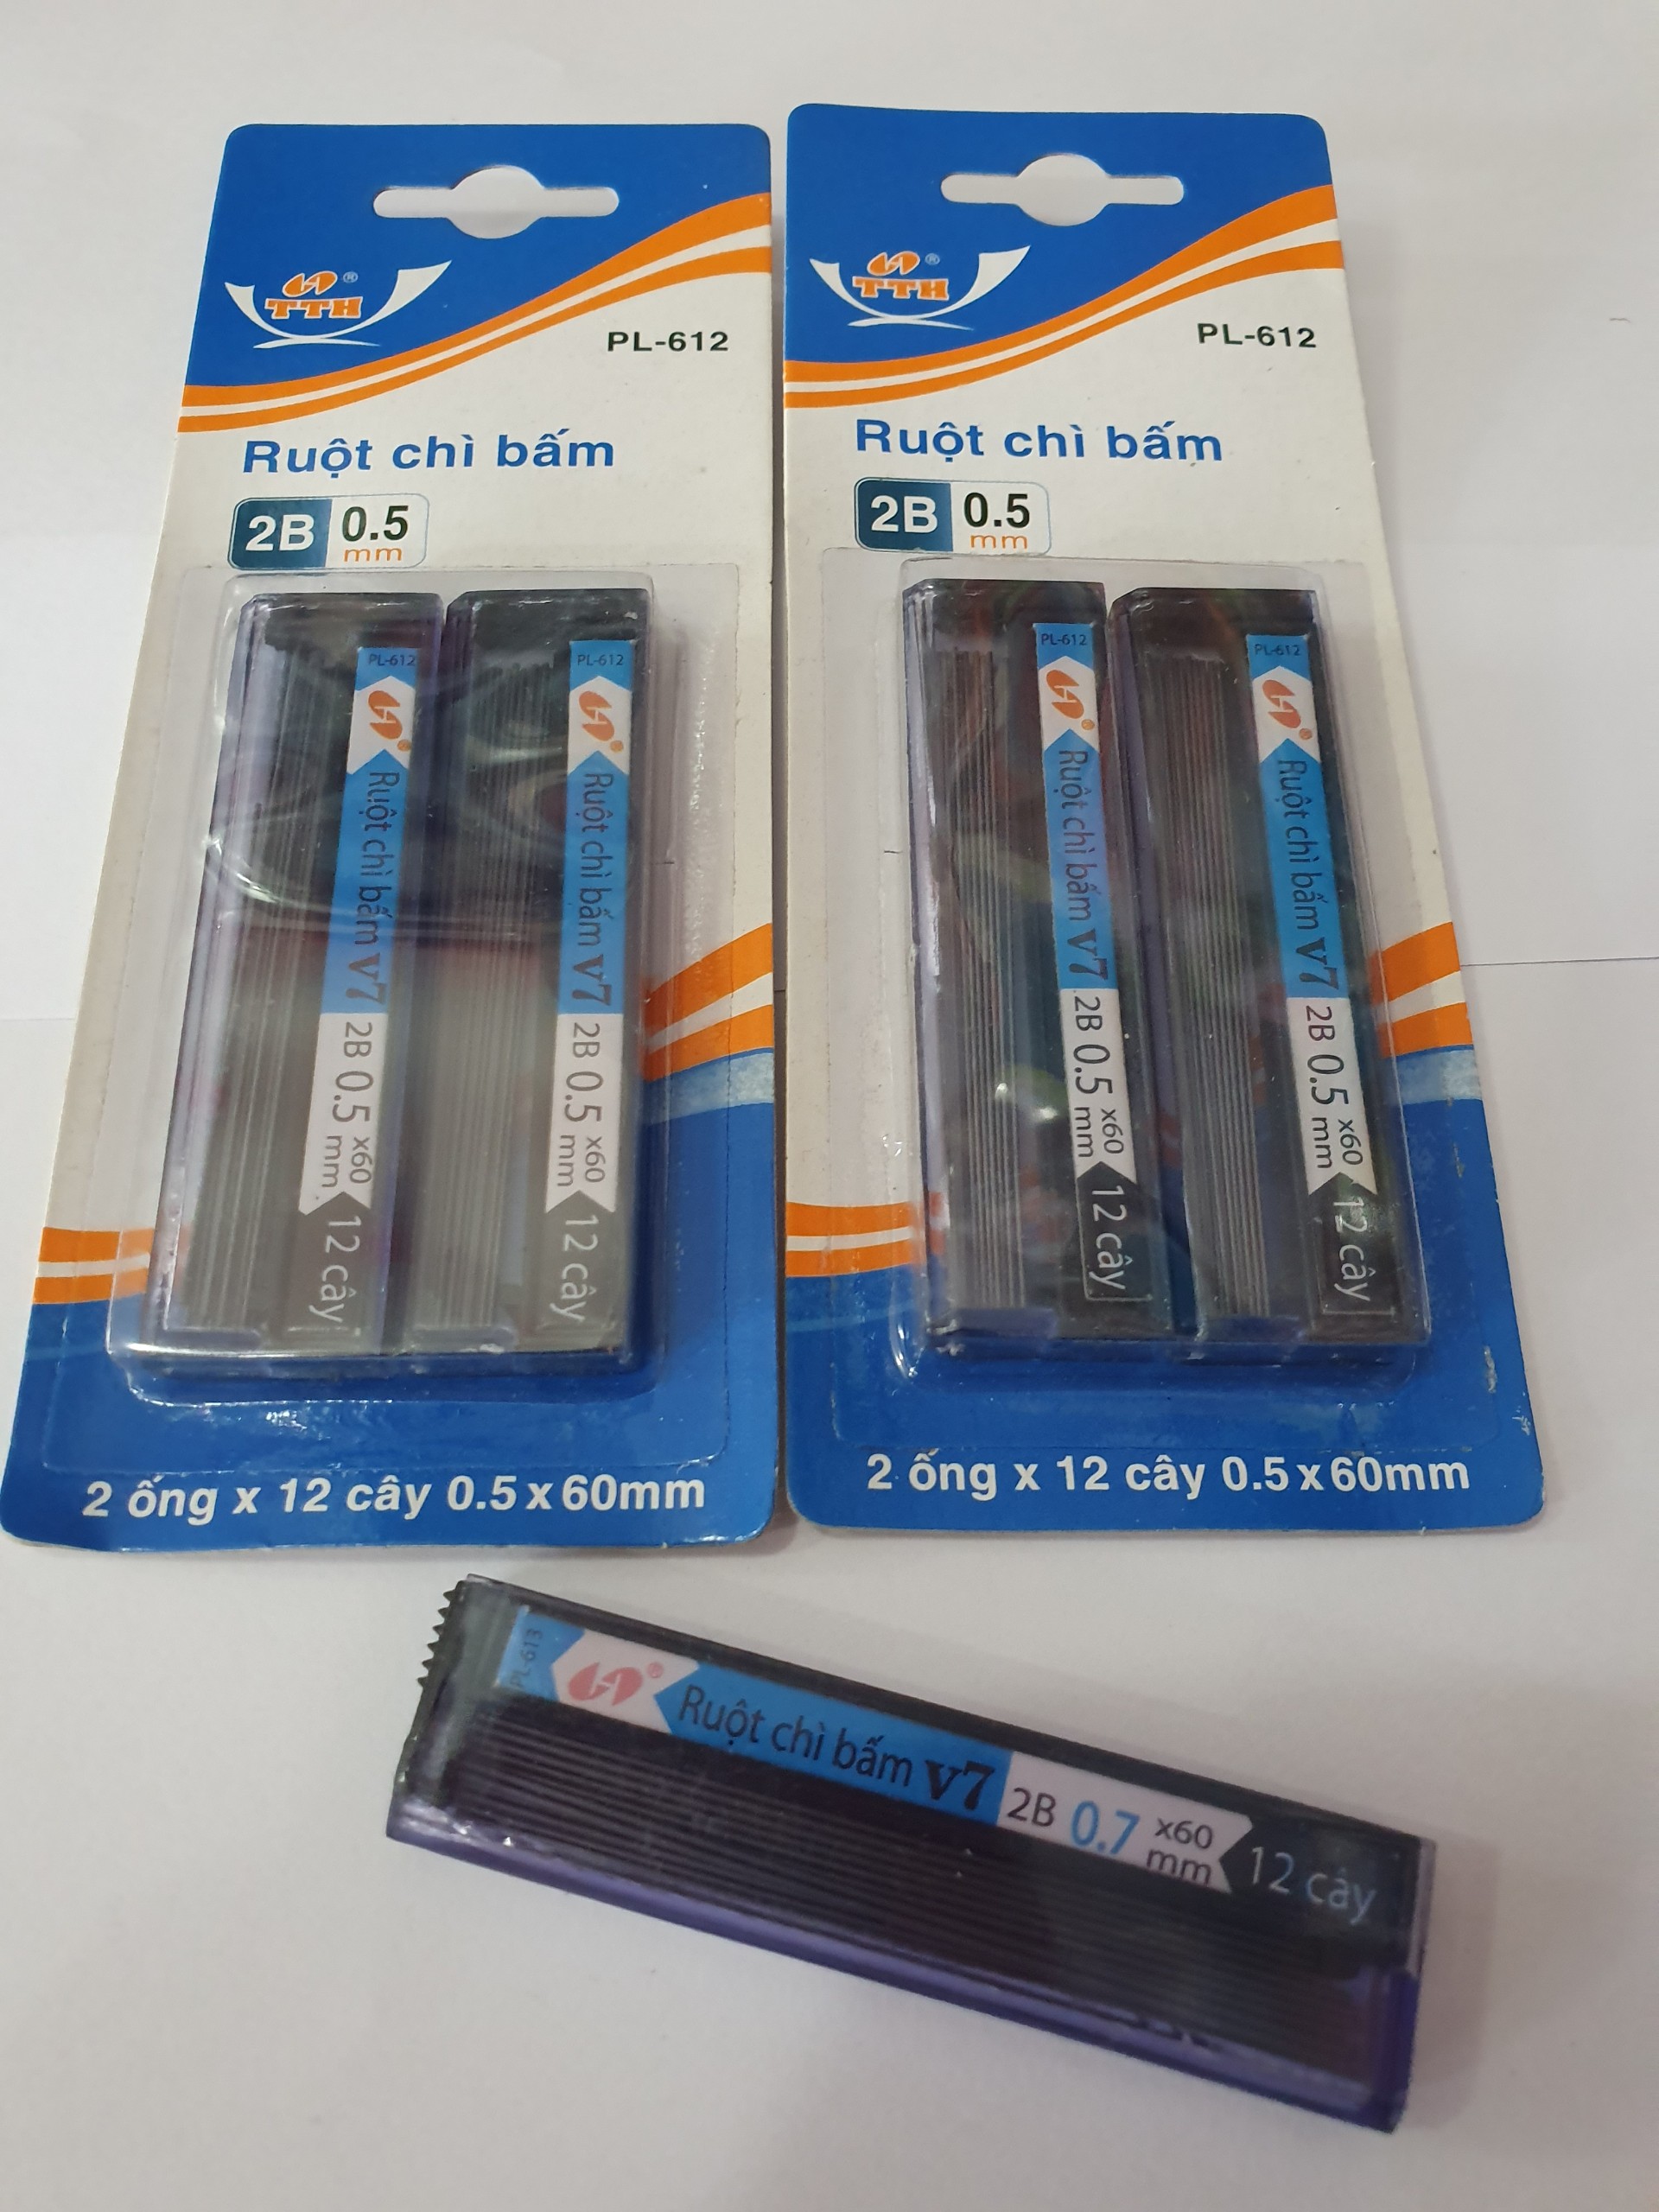 TTH®
PL-612
Ruột chì bấm
2B 0.5
mm
PL-612
Ruột chì bấm v7 2B 0.5 x60
mm
12 cây
PL-612
Ruột chì bấm v7 2B 0.5 x60
mm
12 cây
2 ống x 12 cây 0.5 x 60mm
TTH®
PL-612
Ruột chì bấm
2B 0.5
mm
PL-612
Ruột chì bấm v7 2B 0.5 x60
mm
12 cây
PL-612
Ruột chì bấm v7 2B 0.5 x60
mm
12 cây
2 ống x 12 cây 0.5 x 60mm
PL-613
Ruột chì bấm v7 2B 0.7 x60
mm
12 cây